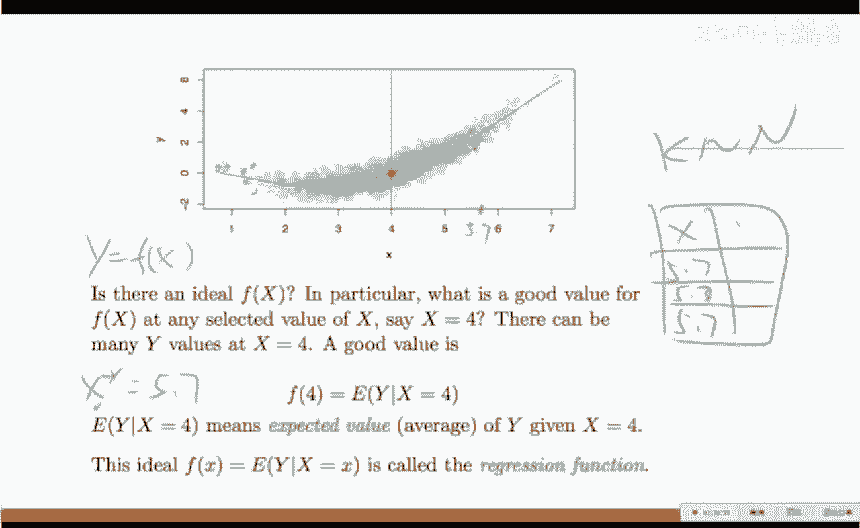 6
4
2
0
-2
y
1 2 3 4 5 6 7
5.7
x
KNN
X
5.7
5.7
5.7
Y=f(X)
Is there an ideal f(X)? In particular, what is a good value for
f(X) at any selected value of X, say X = 4? There can be
many Y values at X = 4. A good value is
X* = 5.7
f(4) = E(Y|X = 4)
E(Y|X = 4) means expected value (average) of Y given X = 4.
This ideal f(x) = E(Y|X = x) is called the regression function.